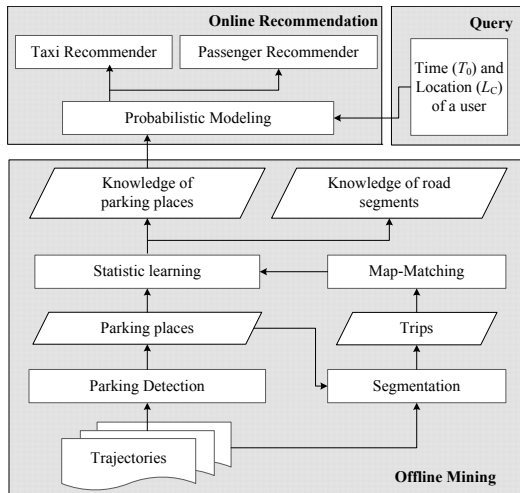 Online Recommendation
Query
Taxi Recommender
Passenger Recommender
Time (T0) and
Location (LC)
of a user
Probabilistic Modeling
Knowledge of
parking places
Knowledge of road
segments
Statistic learning
Map-Matching
Parking places
Trips
Parking Detection
Segmentation
Trajectories
Offline Mining